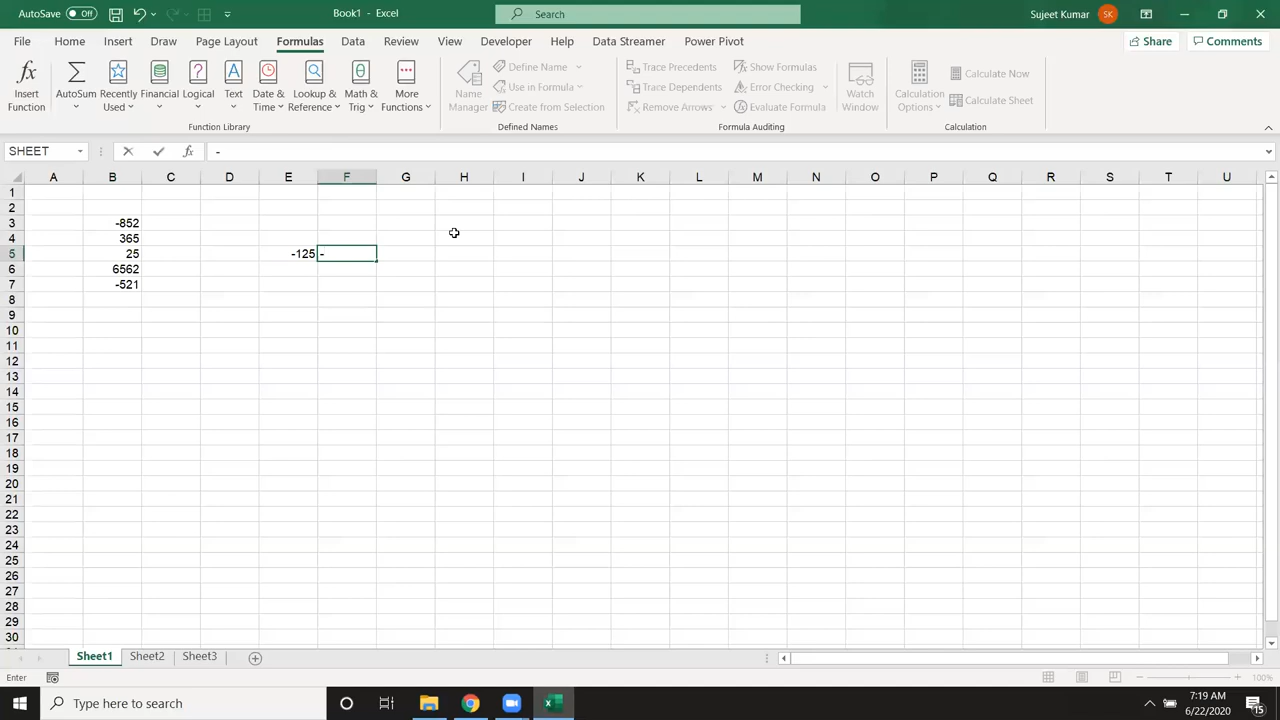 AutoSave Off
Book1 - Excel
Search
Sujeet Kumar SK
File Home Insert Draw Page Layout Formulas Data Review View Developer Help Data Streamer Power Pivot
Share Comments
Insert Function
AutoSum
Recently Used
Financial
Logical
Text
Date & Time
Lookup & Reference
Math & Trig
More Functions
Function Library
Name Manager
Define Name
Use in Formula
Create from Selection
Defined Names
Trace Precedents
Trace Dependents
Remove Arrows
Show Formulas
Error Checking
Evaluate Formula
Formula Auditing
Watch Window
Calculation Options
Calculate Now
Calculate Sheet
Calculation
SHEET fx -
A B C D E F G H I J K L M N O P Q R S T U
1
2
3 -852
4 365
5 25 -125 -
6 6562
7 -521
8
9
10
11
12
13
14
15
16
17
18
19
20
21
22
23
24
25
26
27
28
29
30
Sheet1 Sheet2 Sheet3
Enter
100%
Type here to search
7:19 AM
6/22/2020
15